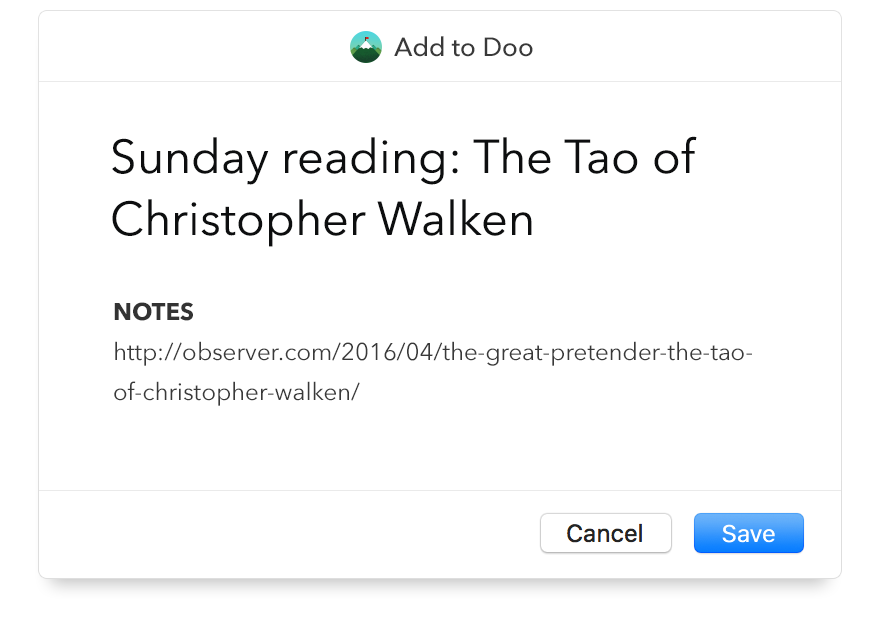 Add to Doo
Sunday reading: The Tao of
Christopher Walken
NOTES
http://observer.com/2016/04/the-great-pretender-the-tao-
of-christopher-walken/
Cancel
Save